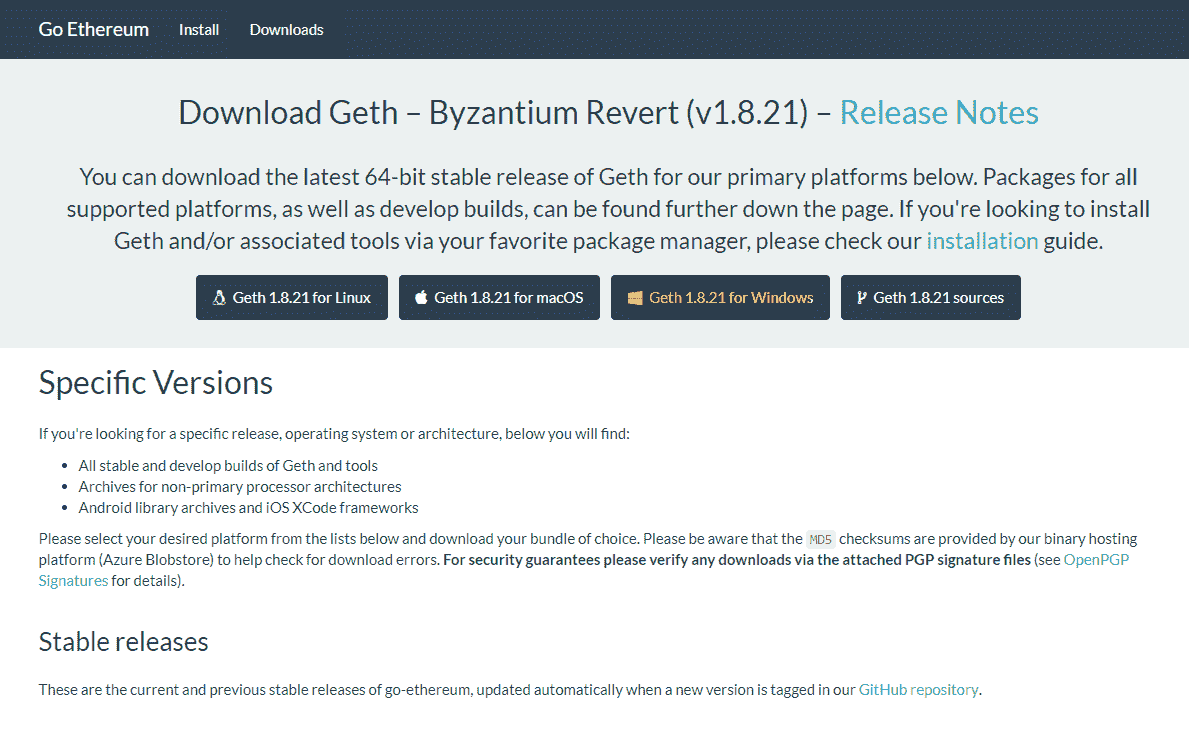 Go Ethereum Install Downloads
Download Geth – Byzantium Revert (v1.8.21) – Release Notes
You can download the latest 64-bit stable release of Geth for our primary platforms below. Packages for all
supported platforms, as well as develop builds, can be found further down the page. If you're looking to install
Geth and/or associated tools via your favorite package manager, please check our installation guide.
Geth 1.8.21 for Linux Geth 1.8.21 for macOS Geth 1.8.21 for Windows Geth 1.8.21 sources
Specific Versions
If you're looking for a specific release, operating system or architecture, below you will find:
• All stable and develop builds of Geth and tools
• Archives for non-primary processor architectures
• Android library archives and iOS XCode frameworks
Please select your desired platform from the lists below and download your bundle of choice. Please be aware that the MD5 checksums are provided by our binary hosting
platform (Azure Blobstore) to help check for download errors. For security guarantees please verify any downloads via the attached PGP signature files (see OpenPGP
Signatures for details).
Stable releases
These are the current and previous stable releases of go-ethereum, updated automatically when a new version is tagged in our GitHub repository.